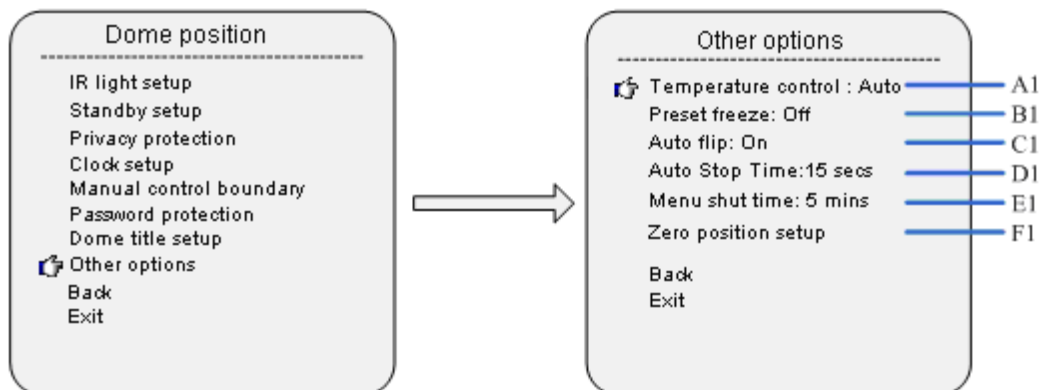 Dome position
IR light setup
Standby setup
Privacy protection
Clock setup
Manual control boundary
Password protection
Dome title setup
Other options
Back
Exit
Other options
Temperature control : Auto
Preset freeze: Off
Auto flip: On
Auto Stop Time:15 secs
Menu shut time: 5 mins
Zero position setup
Back
Exit
A1
B1
C1
D1
E1
F1